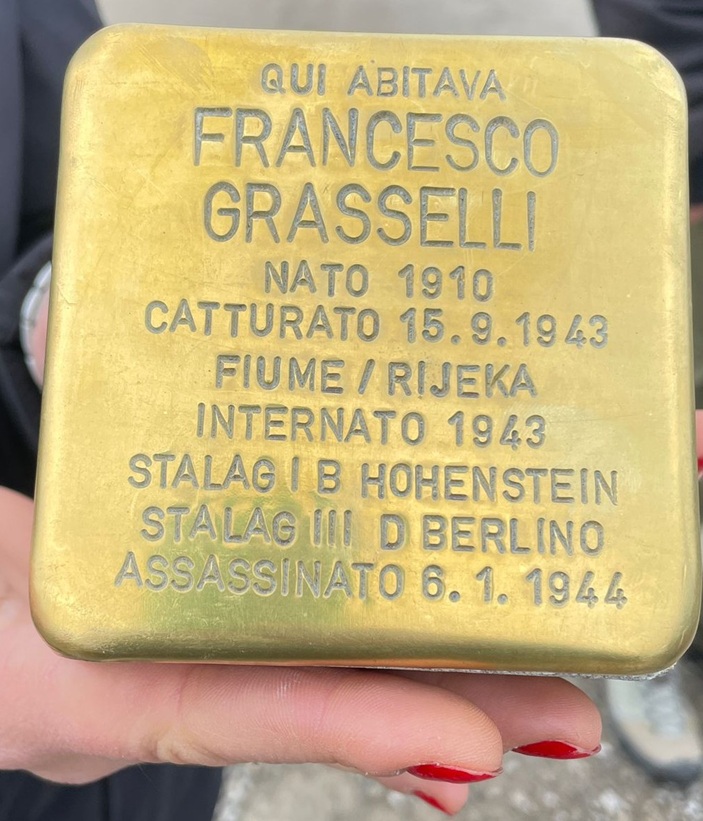 QUI ABITAVA
FRANCESCO
GRASSELLI
NATO 1910
CATTURATO 15.9.1943
FIUME / RIJEKA
INTERNATO 1943
STALAG I B HOHENSTEIN
STALAG III D BERLINO
ASSASSINATO 6.1.1944